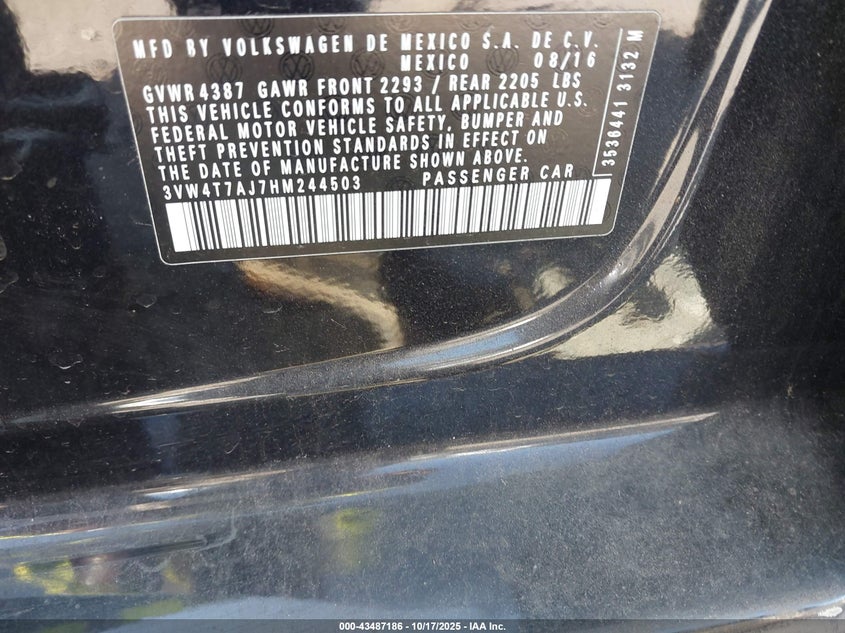 MFD BY VOLKSWAGEN DE MEXICO S.A. DE C.V.
MEXICO 08/16
GVWR 4387 GAWR FRONT 2293 / REAR 2205 LBS
THIS VEHICLE CONFORMS TO ALL APPLICABLE U.S.
FEDERAL MOTOR VEHICLE SAFETY, BUMPER AND
THEFT PREVENTION STANDARDS IN EFFECT ON
THE DATE OF MANUFACTURE SHOWN ABOVE.
3VW4T7AJ7HM244503 PASSENGER CAR
3536441 3132 M
000-43487186 - 10/17/2025 - IAA Inc.